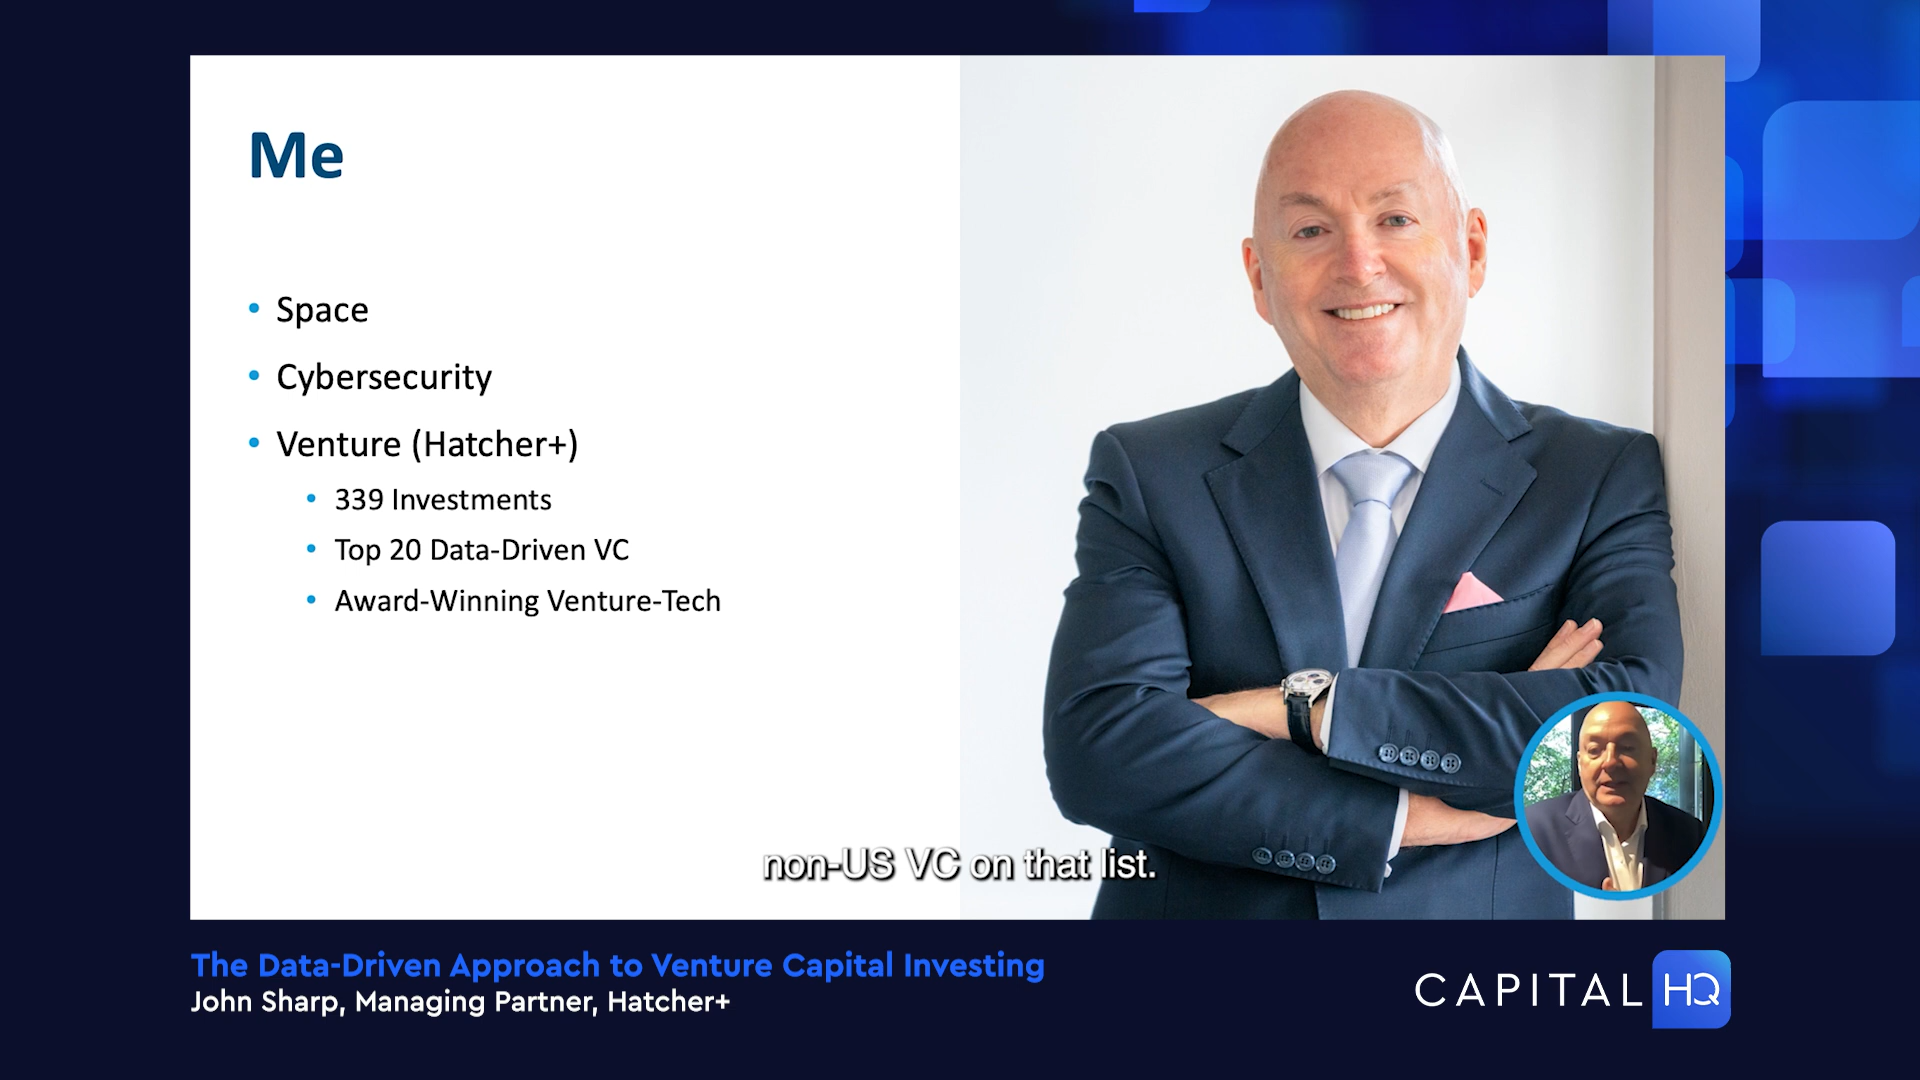 Me
Space
Cybersecurity
Venture (Hatcher+)
339 Investments
Top 20 Data-Driven VC
Award-Winning Venture-Tech
non-US VC on that list.
The Data-Driven Approach to Venture Capital Investing
John Sharp, Managing Partner, Hatcher+
CAPITAL HQ